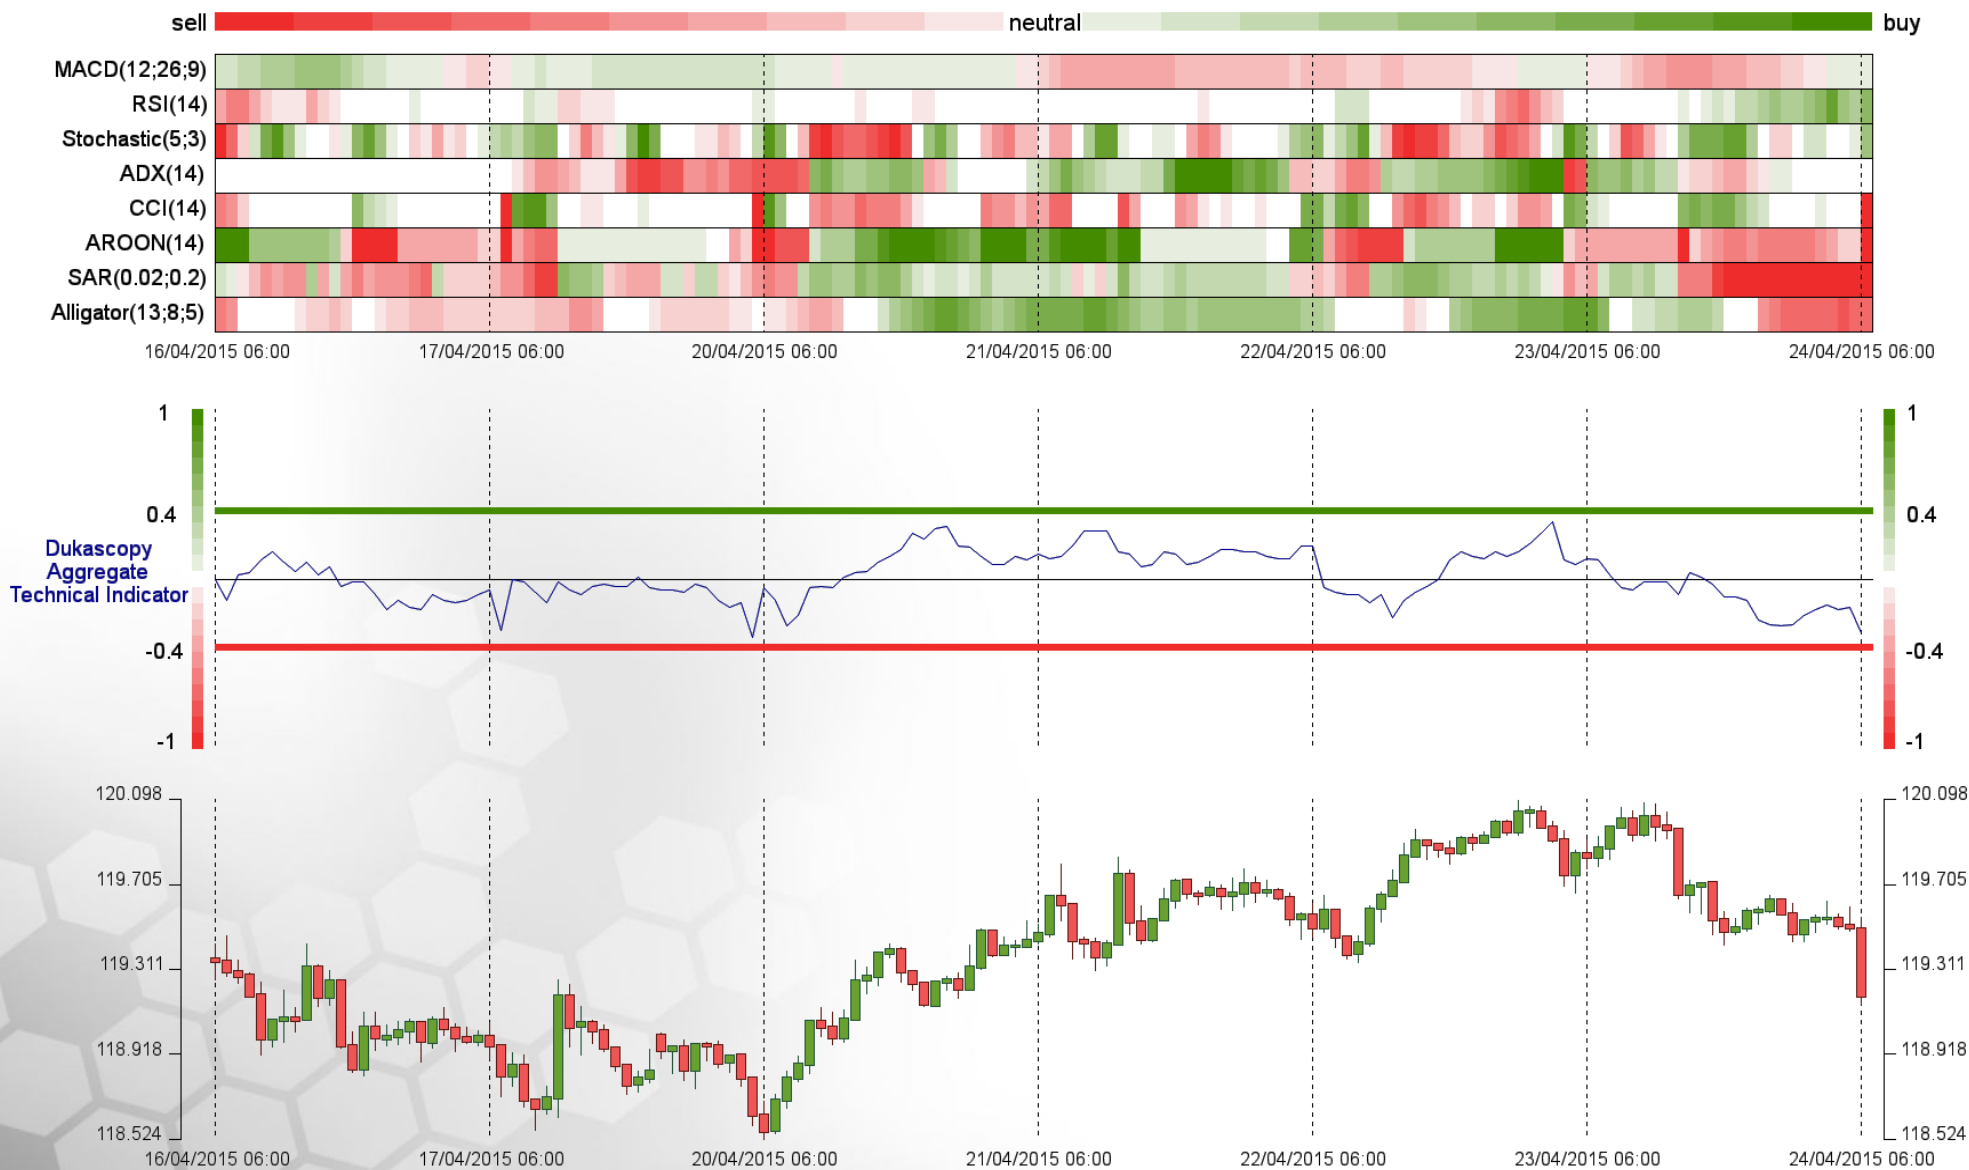 sell neutral buy
MACD(12;26;9)
RSI(14)
Stochastic(5;3)
ADX(14)
CCI(14)
AROON(14)
SAR(0.02;0.2)
Alligator(13;8;5)
16/04/2015 06:00 17/04/2015 06:00 20/04/2015 06:00 21/04/2015 06:00 22/04/2015 06:00 23/04/2015 06:00 24/04/2015 06:00
1 1
0.4 0.4
Dukascopy
Aggregate
Technical Indicator
-0.4 -0.4
-1 -1
120.098 120.098
119.705 119.705
119.311 119.311
118.918 118.918
118.524 118.524
16/04/2015 06:00 17/04/2015 06:00 20/04/2015 06:00 21/04/2015 06:00 22/04/2015 06:00 23/04/2015 06:00 24/04/2015 06:00